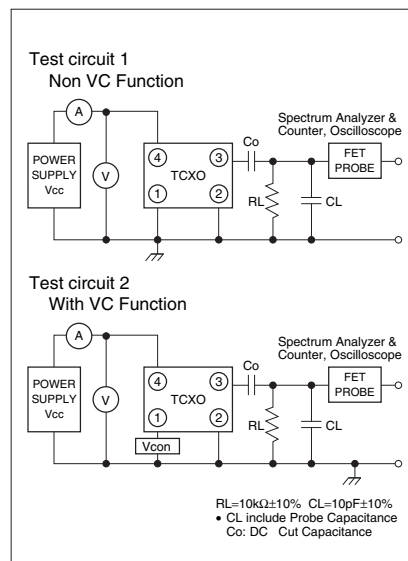 Test circuit 1
Non VC Function
A
POWER
SUPPLY
Vcc
V
4
3
TCXO
1
2
Co
RL
CL
Spectrum Analyzer &
Counter, Oscilloscope
FET
PROBE
Test circuit 2
With VC Function
A
POWER
SUPPLY
Vcc
V
4
3
TCXO
1
2
Vcon
Co
RL
CL
Spectrum Analyzer &
Counter, Oscilloscope
FET
PROBE
RL=10kΩ±10% CL=10pF±10%
• CL include Probe Capacitance
Co: DC Cut Capacitance